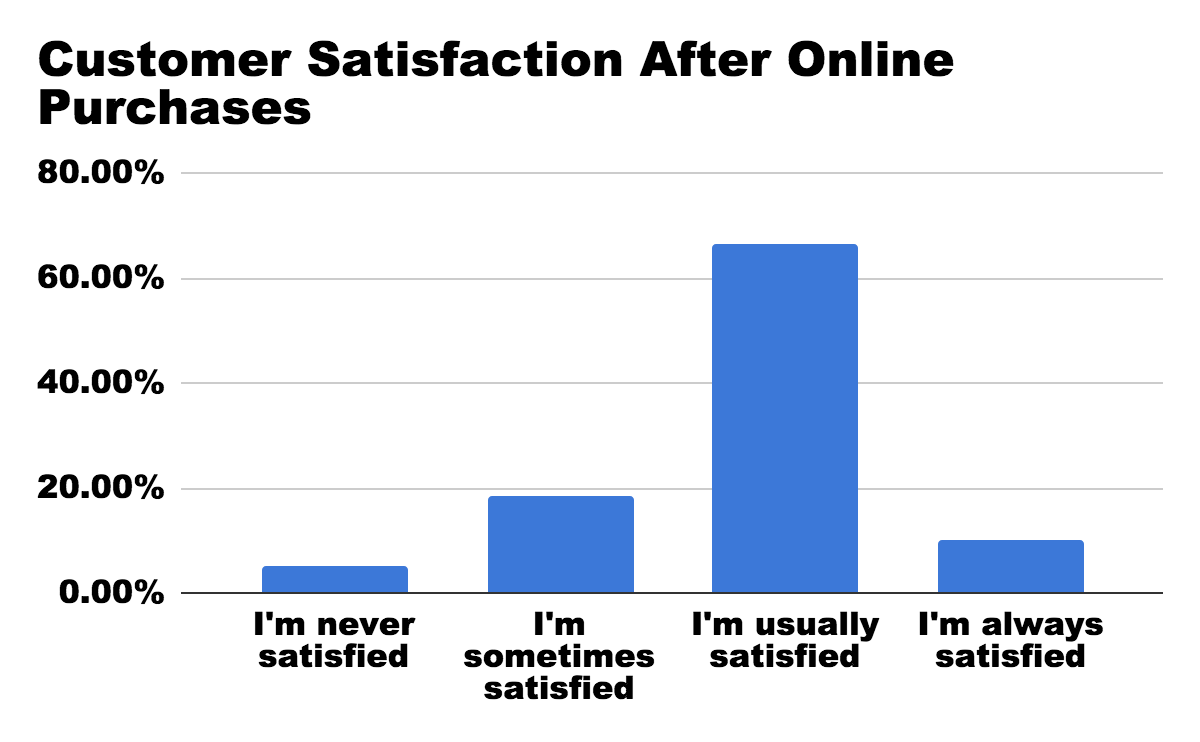 Customer Satisfaction After Online
Purchases
80.00%
60.00%
40.00%
20.00%
0.00%
I'm never
satisfied
I'm
sometimes
satisfied
I'm usually
satisfied
I'm always
satisfied